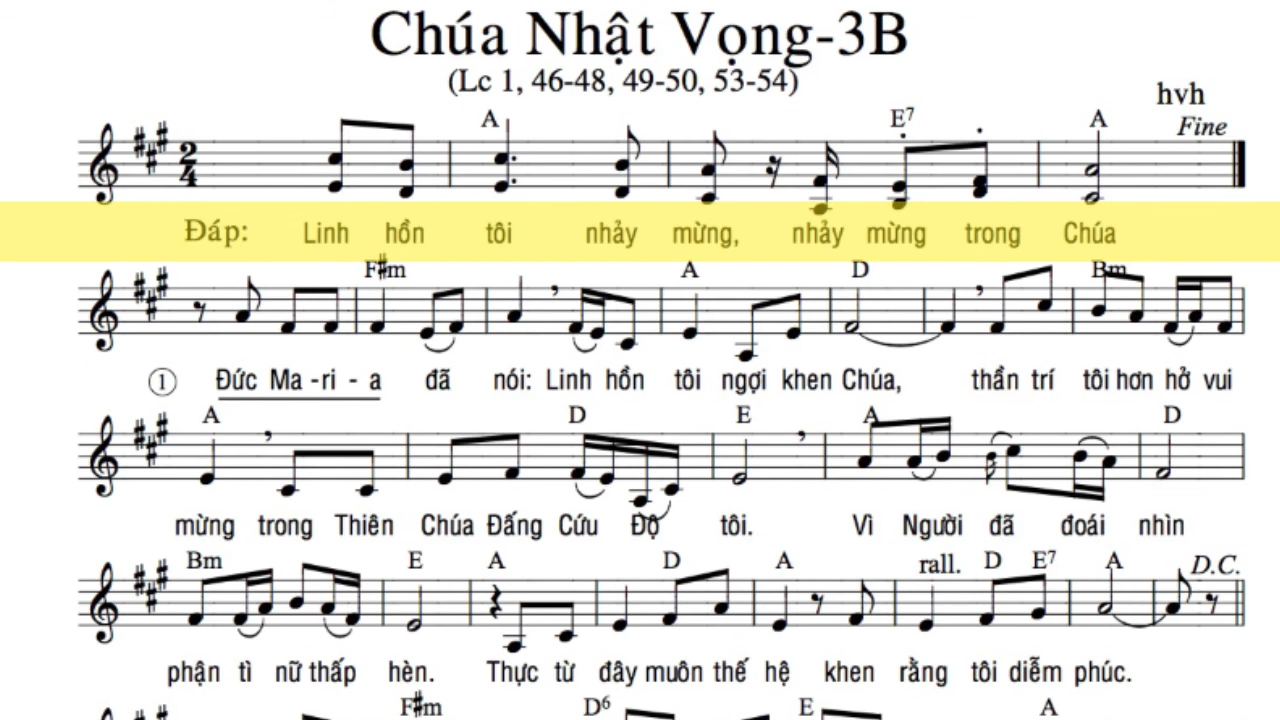 Chúa Nhật Vọng-3B
(Lc 1, 46-48, 49-50, 53-54)
hvh
A E7 A Fine
2
4
Đáp: Linh hồn tôi nhảy mừng, nhảy mừng trong Chúa
F#m A D Bm
① Đức Ma - ri - a đã nói: Linh hồn tôi ngợi khen Chúa, thần trí tôi hơn hở vui
A D E A D
mừng trong Thiên Chúa Đấng Cứu Độ tôi. Vì Người đã đoái nhìn
Bm E A D A rall. D E7 A D.C.
phận tì nữ thấp hèn. Thực từ đây muôn thế hệ khen rằng tôi diễm phúc.
F#m D6 E A